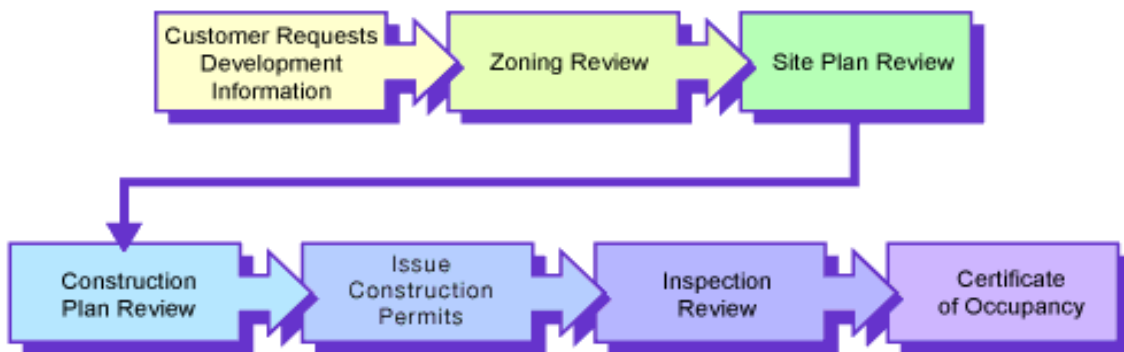 Customer Requests
Development
Information
Zoning Review
Site Plan Review
Construction
Plan Review
Issue
Construction
Permits
Inspection
Review
Certificate
of Occupancy